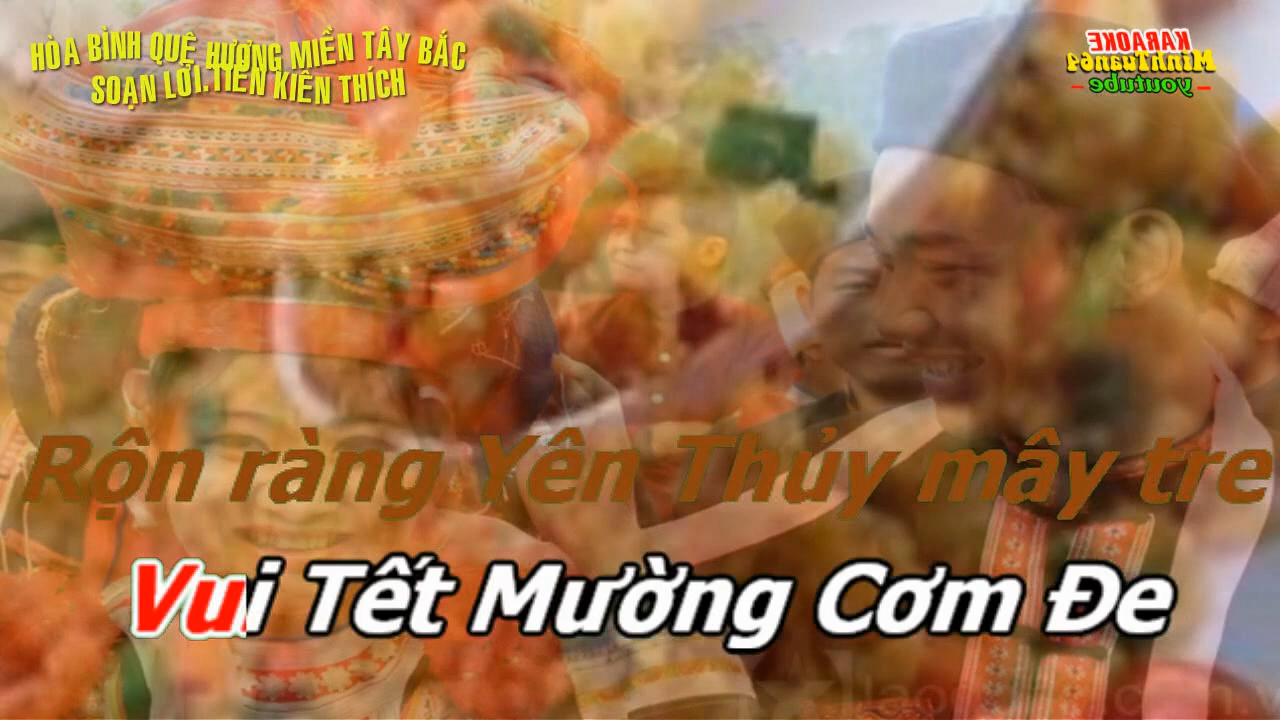 HÒA BÌNH QUÊ HƯƠNG MIỀN TÂY BẮC
SOẠN LỜI.TIẾN KIÊN THÍCH
KARAOKE
MinhTuan64
youtube
Rộn ràng Yên Thủy mây tre
Vui Tết Mường Cơm Đe